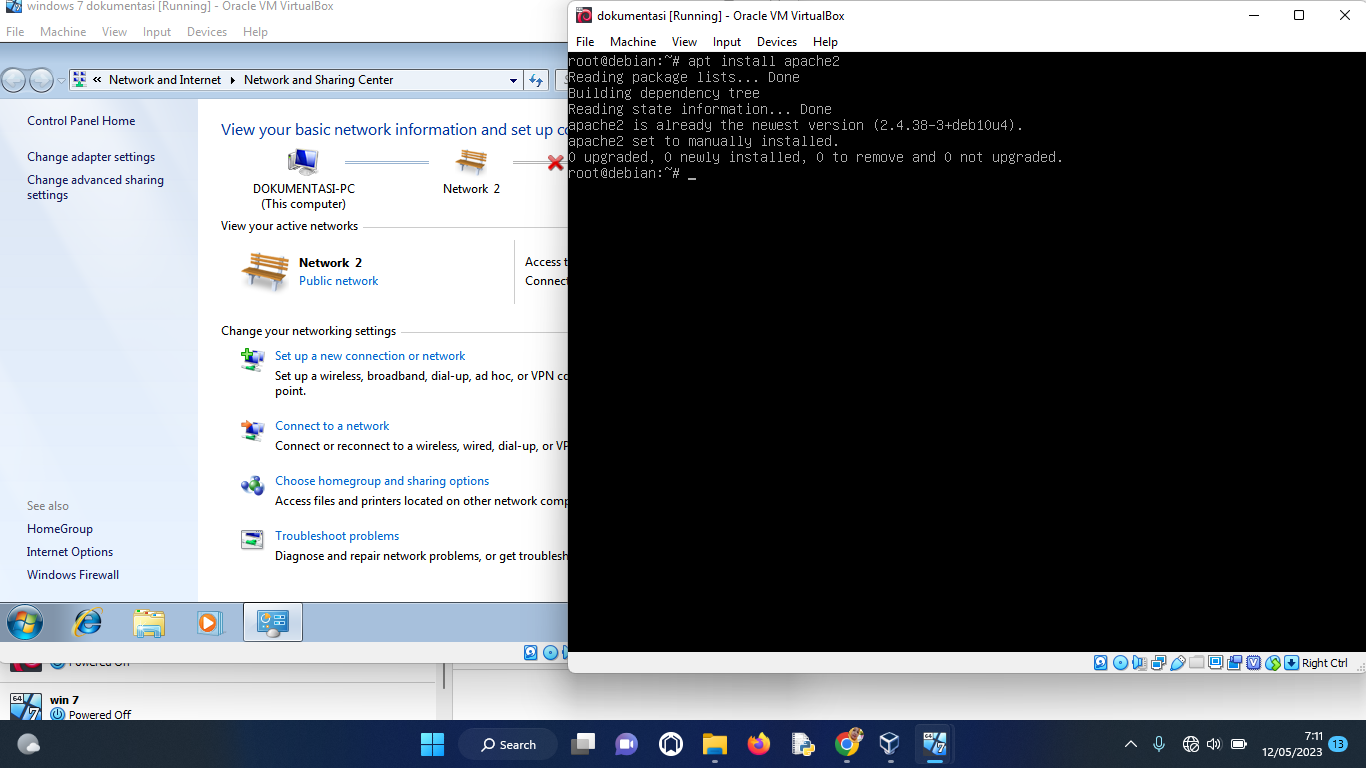 windows 7 dokumentasi [Running] - Oracle VM VirtualBox
File Machine View Input Devices Help
« Network and Internet Network and Sharing Center
Control Panel Home
Change adapter settings
Change advanced sharing
settings
See also
HomeGroup
Internet Options
Windows Firewall
View your basic network information and set up
DOKUMENTASI-PC
(This computer)
Network 2
View your active networks
Network 2
Public network
Access
Connec
Change your networking settings
Set up a new connection or network
Set up a wireless, broadband, dial-up, ad hoc, or VPN
point.
Connect to a network
Connect or reconnect to a wireless, wired, dial-up, or
Choose homegroup and sharing options
Access files and printers located on other network
Troubleshoot problems
Diagnose and repair network problems, or get
dokumentasi [Running] - Oracle VM VirtualBox
File Machine View Input Devices Help
root@debian:~# apt install apache2
Reading package lists... Done
Building dependency tree
Reading state information... Done
apache2 is already the newest version (2.4.38-3+deb10u4).
apache2 set to manually installed.
0 upgraded, 0 newly installed, 0 to remove and 0 not upgraded.
root@debian:~# _
Right Ctrl
Powered Off
64
win 7
Powered Off
Search
64
7:11
12/05/2023
13